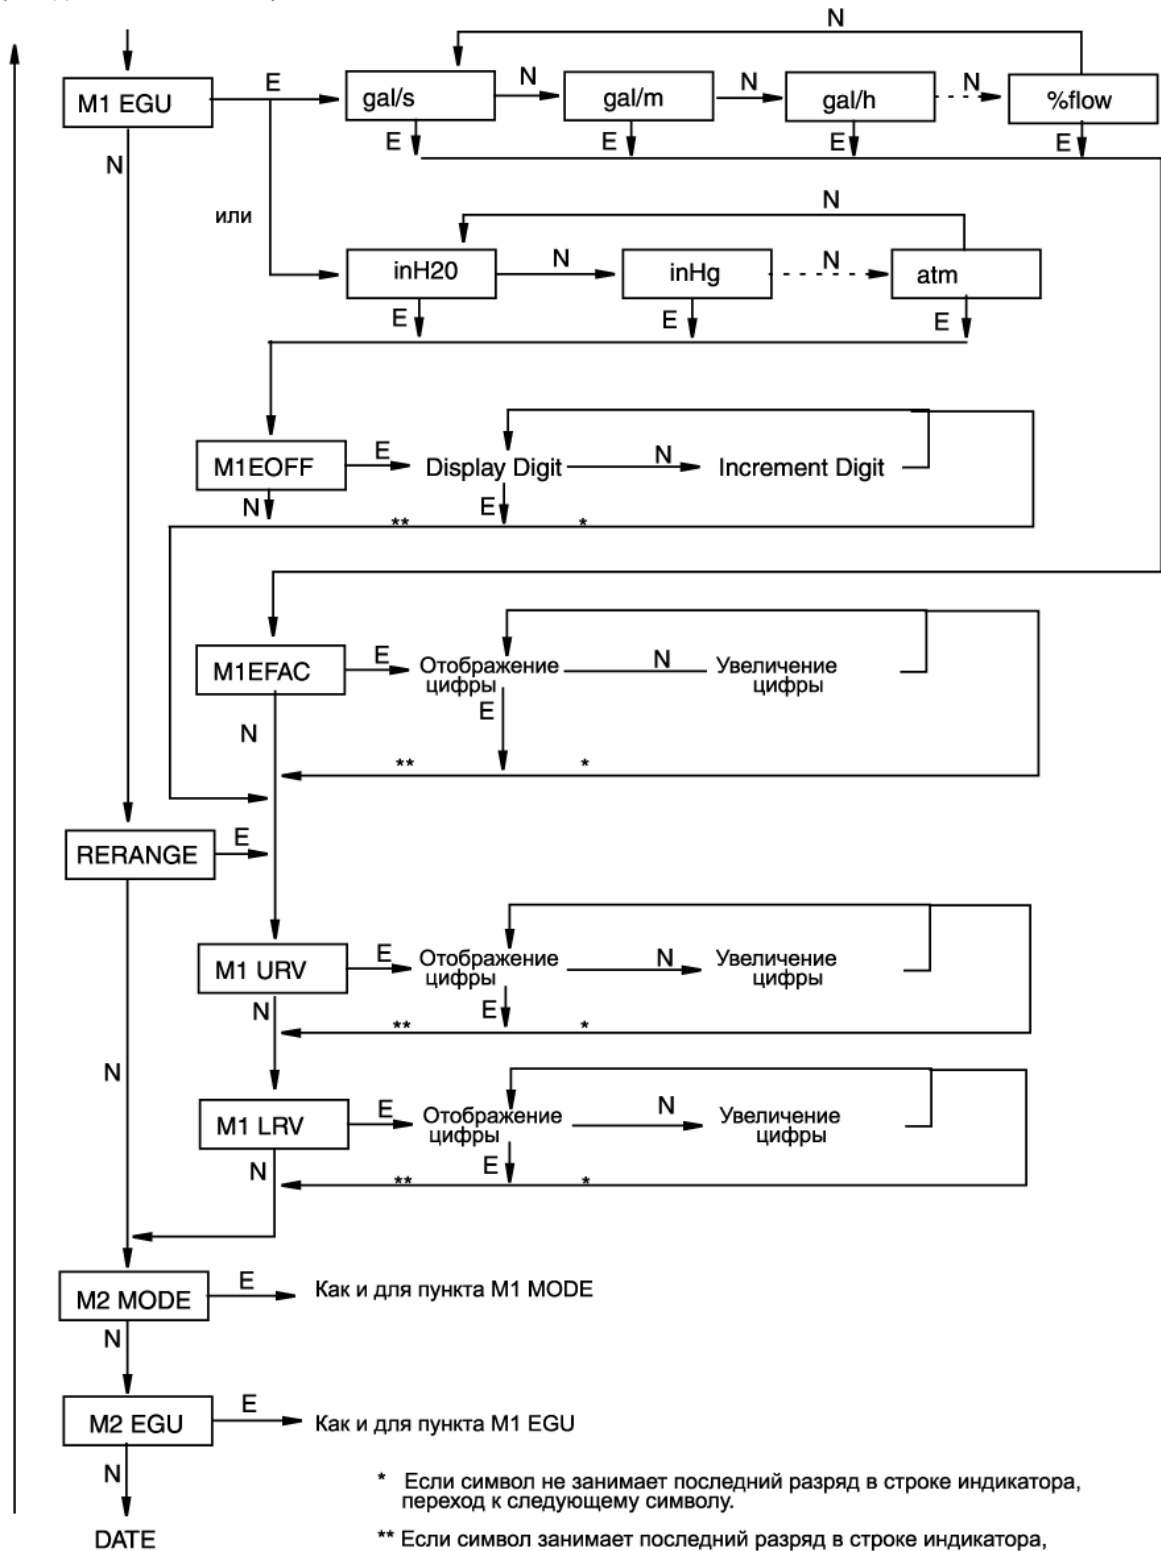 N
M1 EGU
E
gal/s
N
gal/m
N
gal/h
N
%flow
E
E
E
E
N
или
N
inH20
N
inHg
N
atm
E
E
E
M1EOFF
E
Display Digit
N
Increment Digit
N
E
**
*
M1EFAC
E
Отображение
цифры
N
Увеличение
цифры
E
N
**
*
RERANGE
E
M1 URV
E
Отображение
цифры
N
Увеличение
цифры
N
E
**
*
N
M1 LRV
E
Отображение
цифры
N
Увеличение
цифры
N
E
**
*
M2 MODE
E
Как и для пункта M1 MODE
N
M2 EGU
E
Как и для пункта M1 EGU
N
DATE
* Если символ не занимает последний разряд в строке индикатора,
переход к следующему символу.
** Если символ занимает последний разряд в строке индикатора,